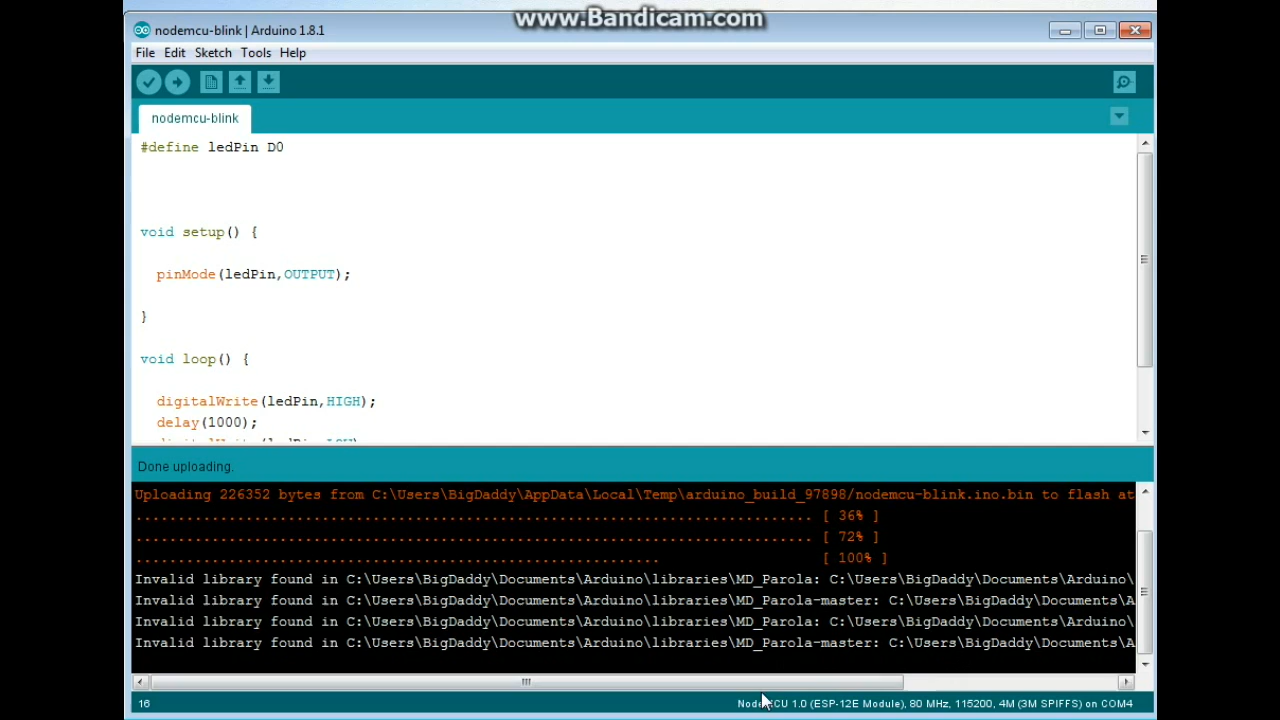 www.Bandicam.com
nodemcu-blink | Arduino 1.8.1
File Edit Sketch Tools Help
nodemcu-blink
#define ledPin D0
void setup() {
pinMode(ledPin,OUTPUT);
}
void loop() {
digitalWrite(ledPin,HIGH);
delay(1000);
Done uploading.
Uploading 226352 bytes from C:\Users\BigDaddy\AppData\Local\Temp\arduino_build_97898/nodemcu-blink.ino.bin to flash at
................................................................................ [ 36% ]
................................................................................ [ 72% ]
.............................................................. [ 100% ]
Invalid library found in C:\Users\BigDaddy\Documents\Arduino\libraries\MD_Parola: C:\Users\BigDaddy\Documents\Arduino\
Invalid library found in C:\Users\BigDaddy\Documents\Arduino\libraries\MD_Parola-master: C:\Users\BigDaddy\Documents\A
Invalid library found in C:\Users\BigDaddy\Documents\Arduino\libraries\MD_Parola: C:\Users\BigDaddy\Documents\Arduino\
Invalid library found in C:\Users\BigDaddy\Documents\Arduino\libraries\MD_Parola-master: C:\Users\BigDaddy\Documents\A
16 NodeMCU 1.0 (ESP-12E Module), 80 MHz, 115200, 4M (3M SPIFFS) on COM4